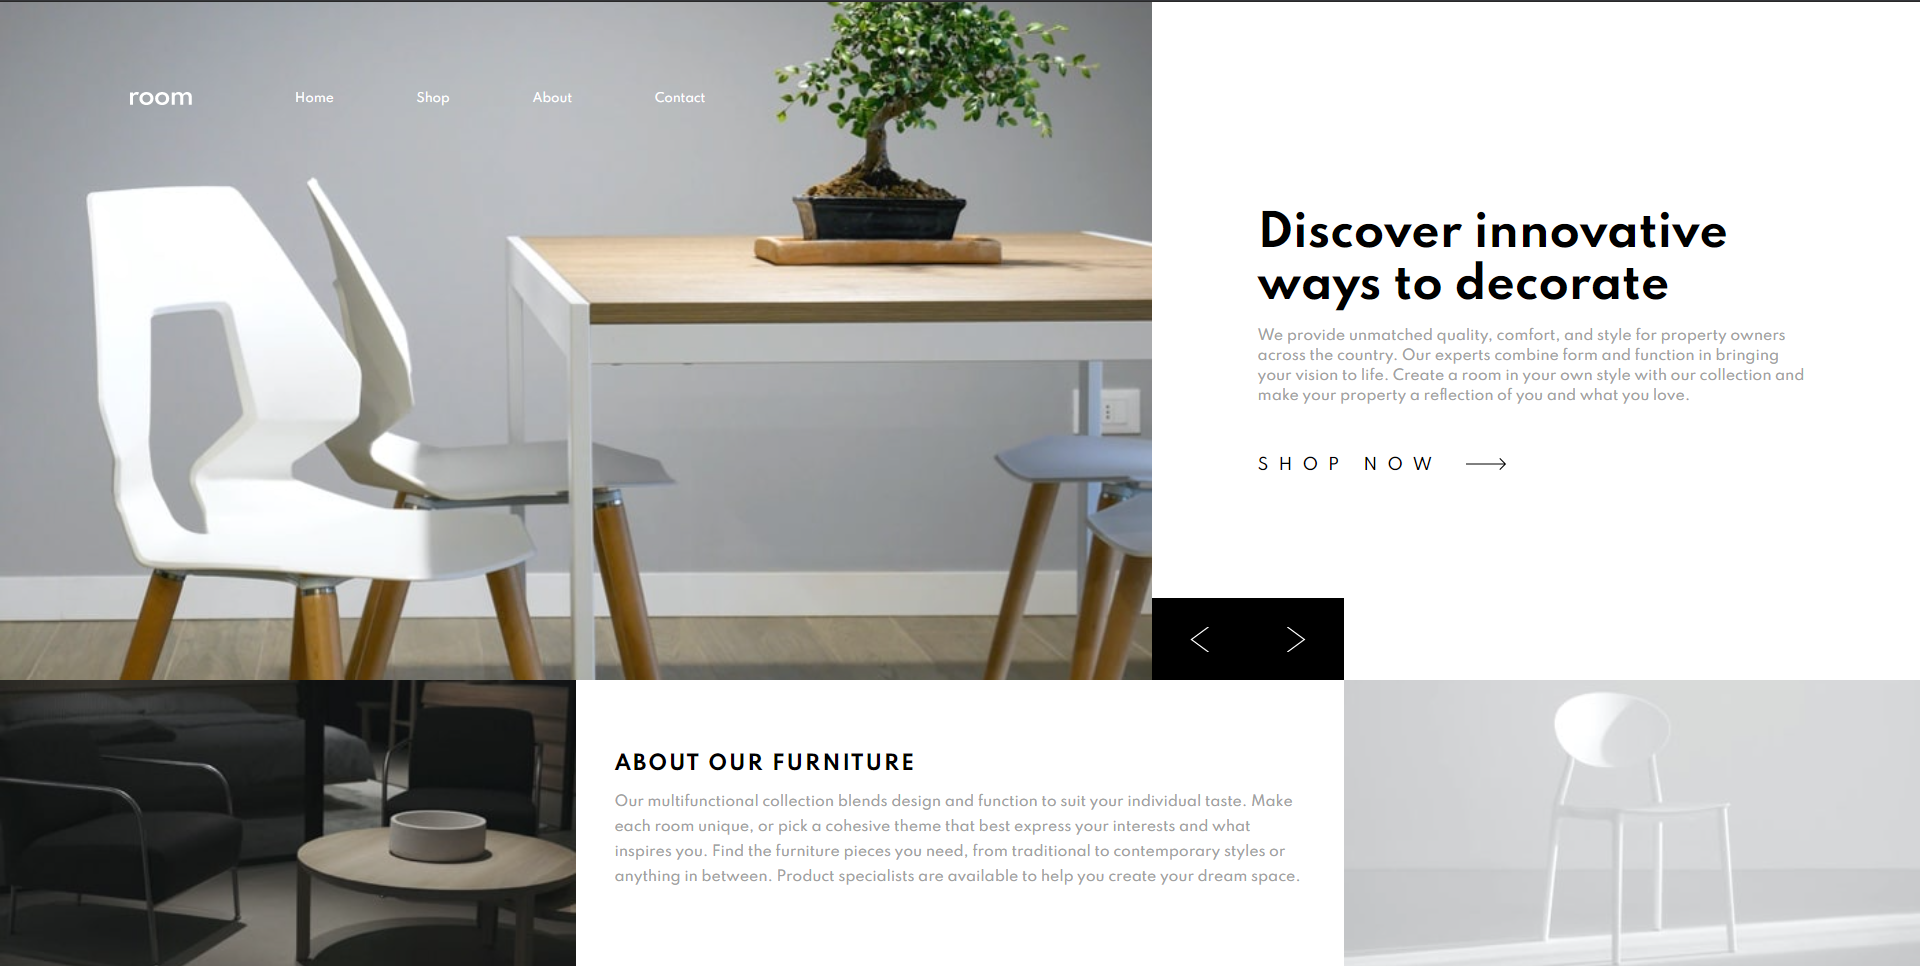 room
Home
Shop
About
Contact
Discover innovative
ways to decorate
We provide unmatched quality, comfort, and style for property owners
across the country. Our experts combine form and function in bringing
your vision to life. Create a room in your own style with our collection and
make your property a reflection of you and what you love.
SHOP NOW
ABOUT OUR FURNITURE
Our multifunctional collection blends design and function to suit your individual taste. Make
each room unique, or pick a cohesive theme that best express your interests and what
inspires you. Find the furniture pieces you need, from traditional to contemporary styles or
anything in between. Product specialists are available to help you create your dream space.